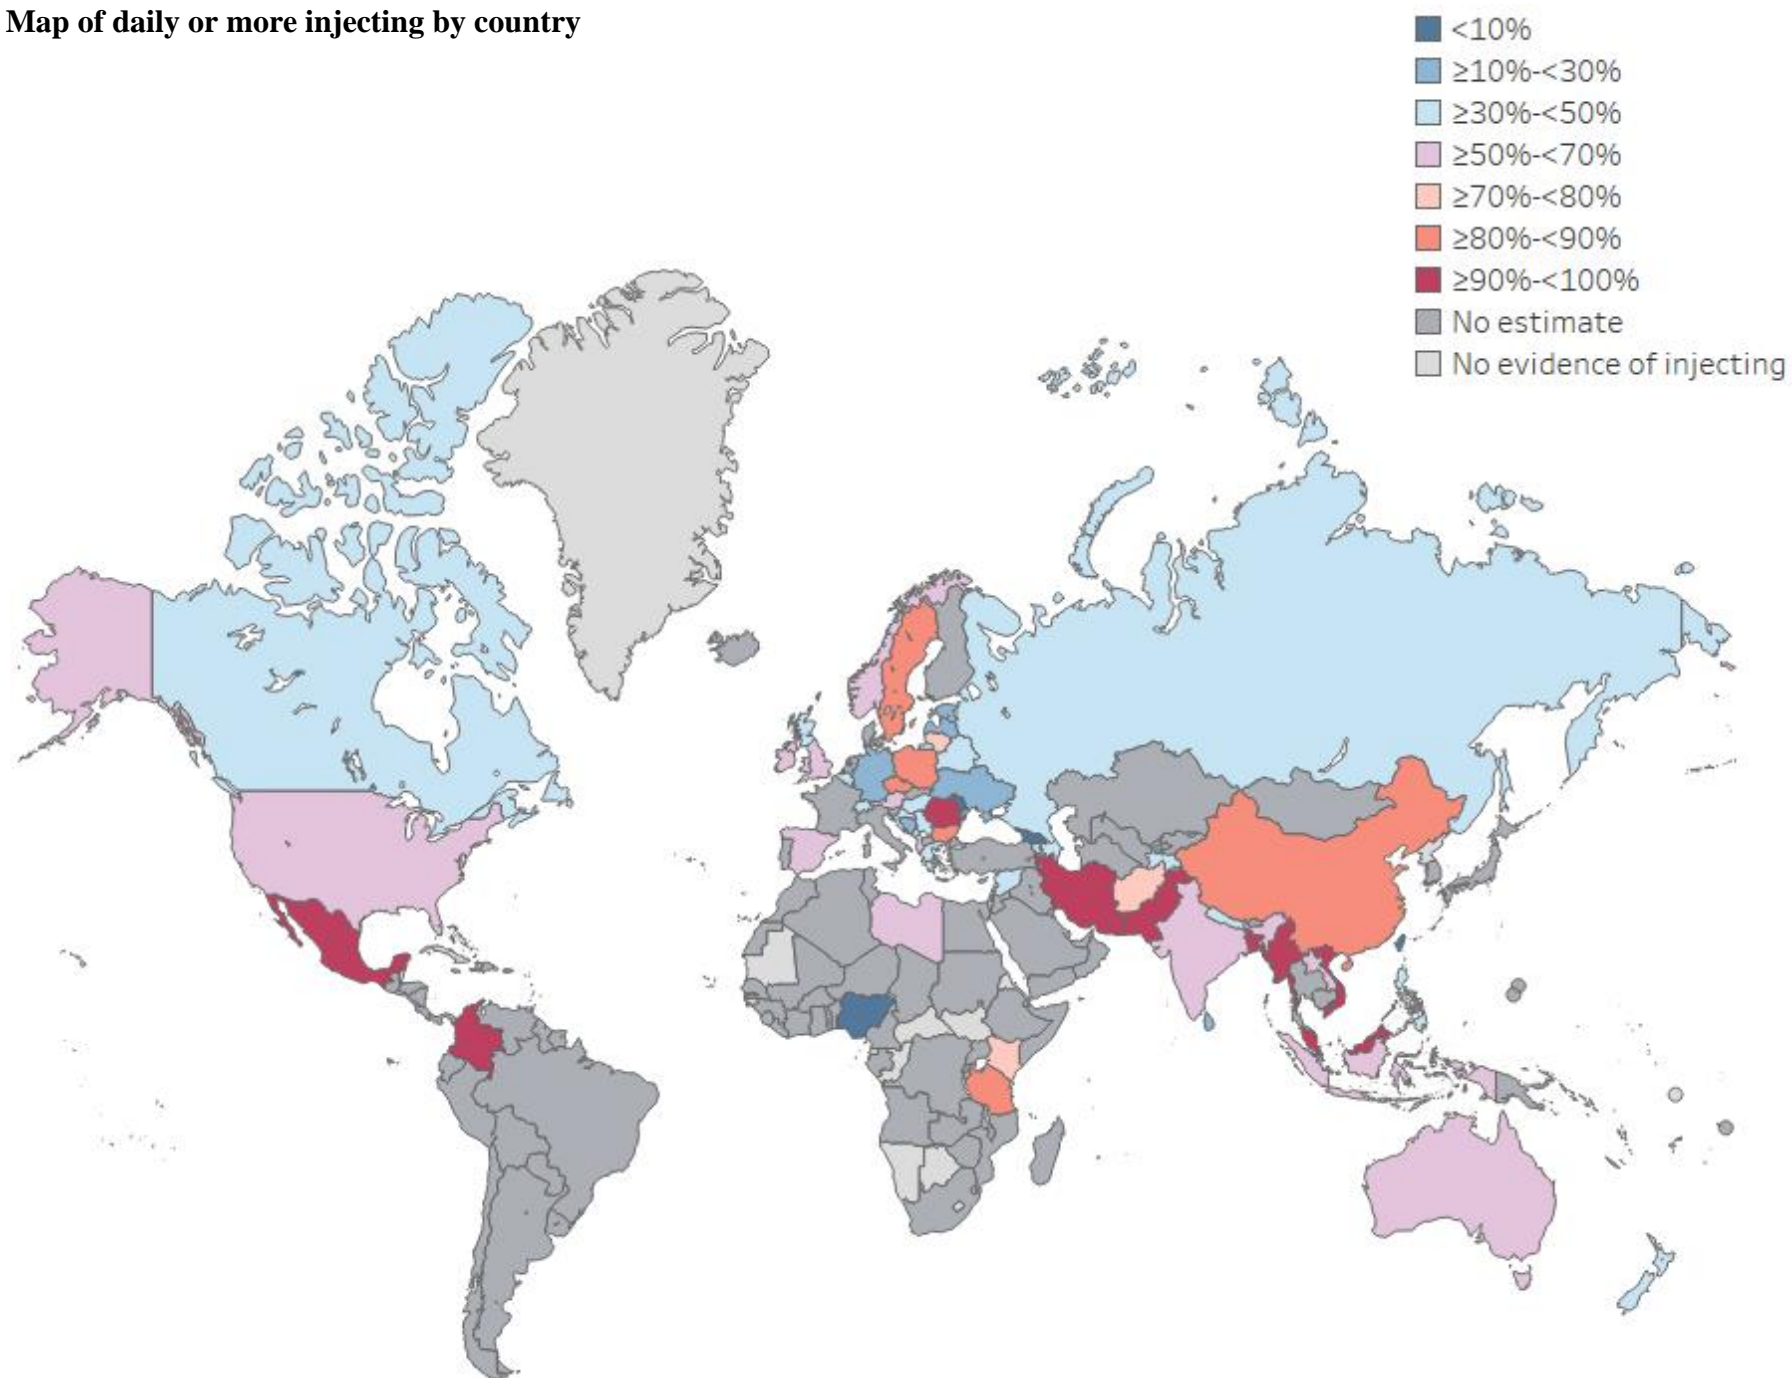 Map of daily or more injecting by country
<10%
≥10%-<30%
≥30%-<50%
≥50%-<70%
≥70%-<80%
≥80%-<90%
≥90%-<100%
No estimate
No evidence of injecting